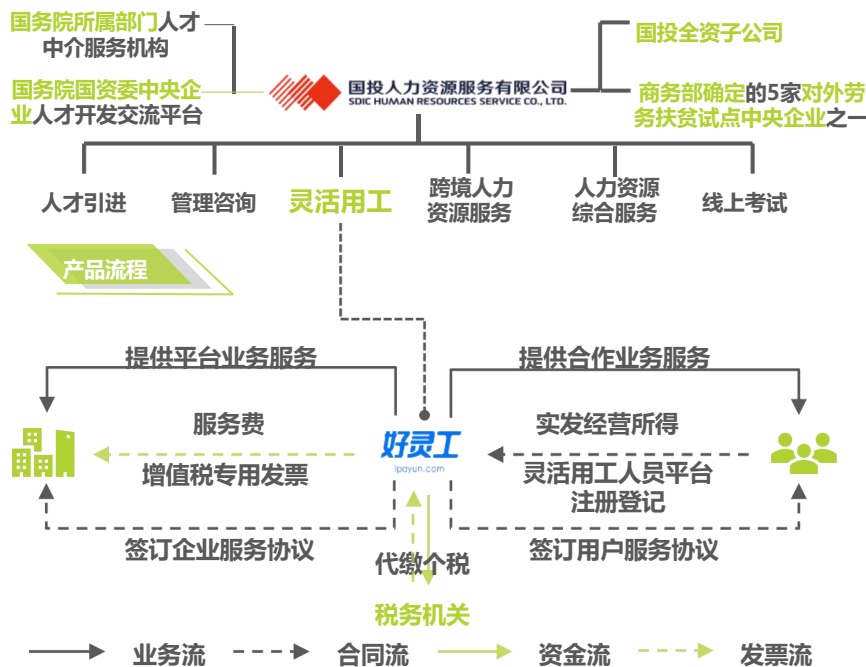 国务院所属部门人才
中介服务机构
国务院国资委中央企
业人才开发交流平台
国投人力资源服务有限公司
SDIC HUMAN RESOURCES SERVICE CO., LTD.
国投全资子公司
商务部确定的5家对外劳
务扶贫试点中央企业之一
人才引进
管理咨询
灵活用工
跨境人力
资源服务
人力资源
综合服务
线上考试
产品流程
提供平台业务服务
提供合作业务服务
服务费
增值税专用发票
好灵工
ipayun.com
实发经营所得
灵活用工人员平台
注册登记
签订企业服务协议
签订用户服务协议
代缴个税
税务机关
业务流
合同流
资金流
发票流